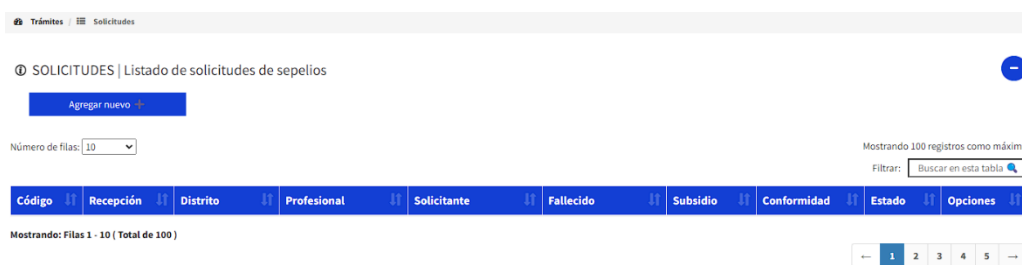 Trámites / Solicitudes
SOLICITUDES | Listado de solicitudes de sepelios
Agregar nuevo
Número de filas: 10
Mostrando 100 registros como máxim
Filtrar: Buscar en esta tabla
Código Recepción Distrito Profesional Solicitante Fallecido Subsidio Conformidad Estado Opciones
Mostrando: Filas 1 - 10 ( Total de 100 )
← 1 2 3 4 5 →